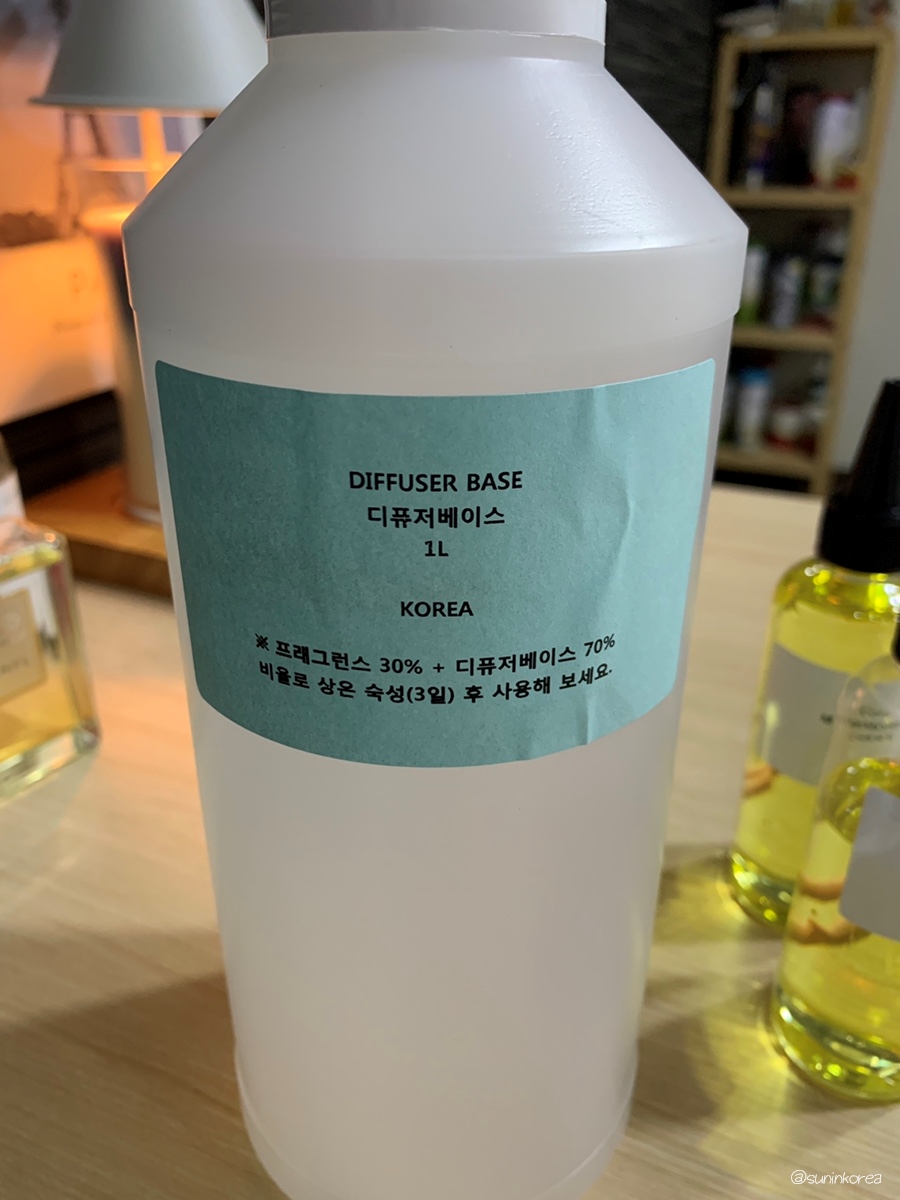 DIFFUSER BASE
디퓨저베이스
1L
KOREA
※ 프래그런스 30% + 디퓨저베이스 70%
비율로 상온 숙성(3일) 후 사용해 보세요.
@suninkorea